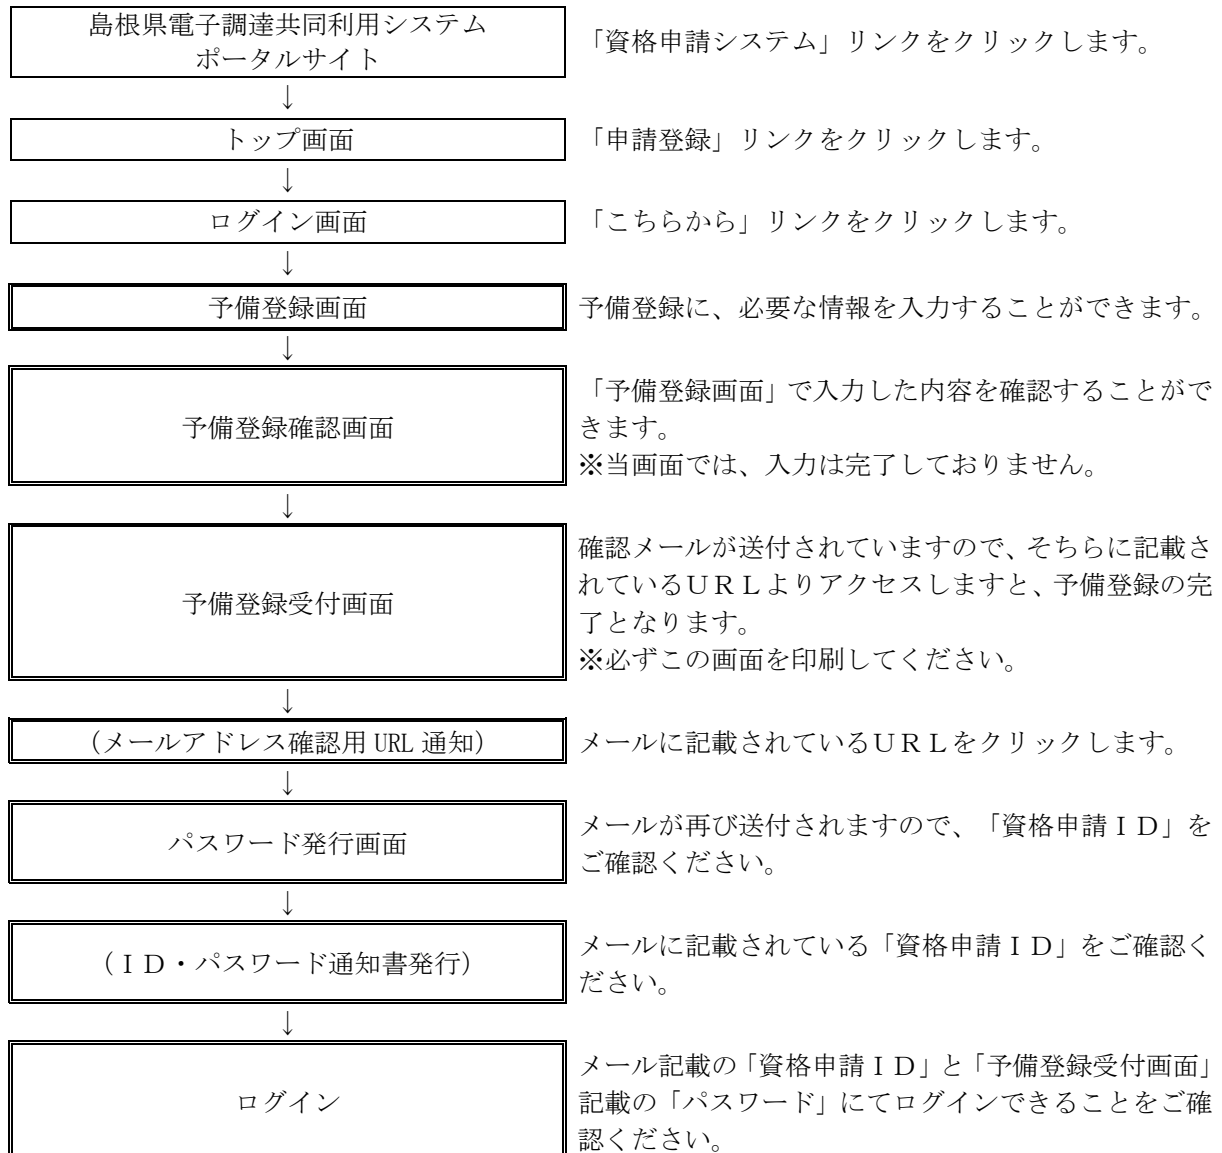 島根県電子調達共同利用システム
ポータルサイト
「資格申請システム」リンクをクリックします。
↓
トップ画面
「申請登録」リンクをクリックします。
↓
ログイン画面
「こちらから」リンクをクリックします。
↓
予備登録画面
予備登録に、必要な情報を入力することができます。
↓
予備登録確認画面
「予備登録画面」で入力した内容を確認することがで
きます。
※当画面では、入力は完了しておりません。
↓
予備登録受付画面
確認メールが送付されていますので、そちらに記載さ
れているＵＲＬよりアクセスしますと、予備登録の完
了となります。
※必ずこの画面を印刷してください。
↓
（メールアドレス確認用 URL 通知）
メールに記載されているＵＲＬをクリックします。
↓
パスワード発行画面
メールが再び送付されますので、「資格申請ＩＤ」を
ご確認ください。
↓
（ＩＤ・パスワード通知書発行）
メールに記載されている「資格申請ＩＤ」をご確認く
ださい。
↓
ログイン
メール記載の「資格申請ＩＤ」と「予備登録受付画面」
記載の「パスワード」にてログインできることをご確
認ください。